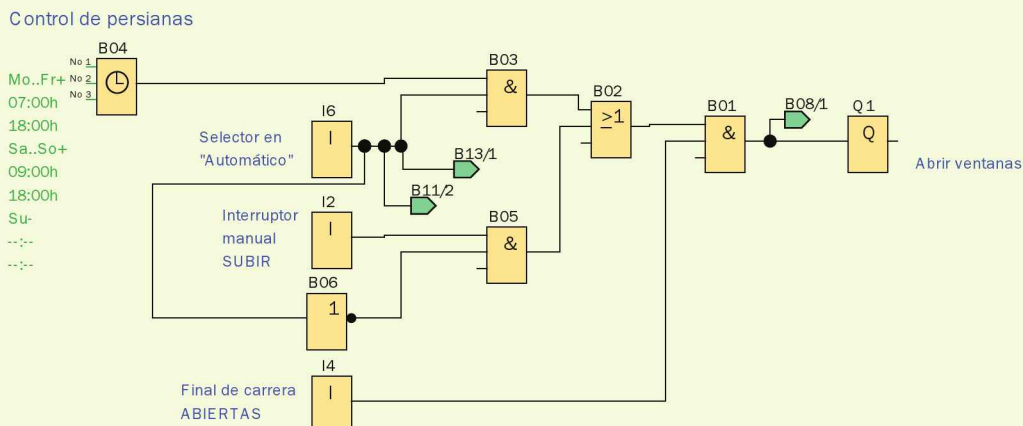 Control de persianas
B04
No 1
No 2
No 3
Mo..Fr+
07:00h
18:00h
Sa..So+
09:00h
18:00h
Su-
--:--
--:--
B03
&
B02
>1
B01
&
B08/1
Q1
Q
Abrir ventanas
I6
I
Selector en
"Automático"
B13/1
B11/2
I2
I
Interruptor
manual
SUBIR
B05
&
B06
1
I4
I
Final de carrera
ABIERTAS